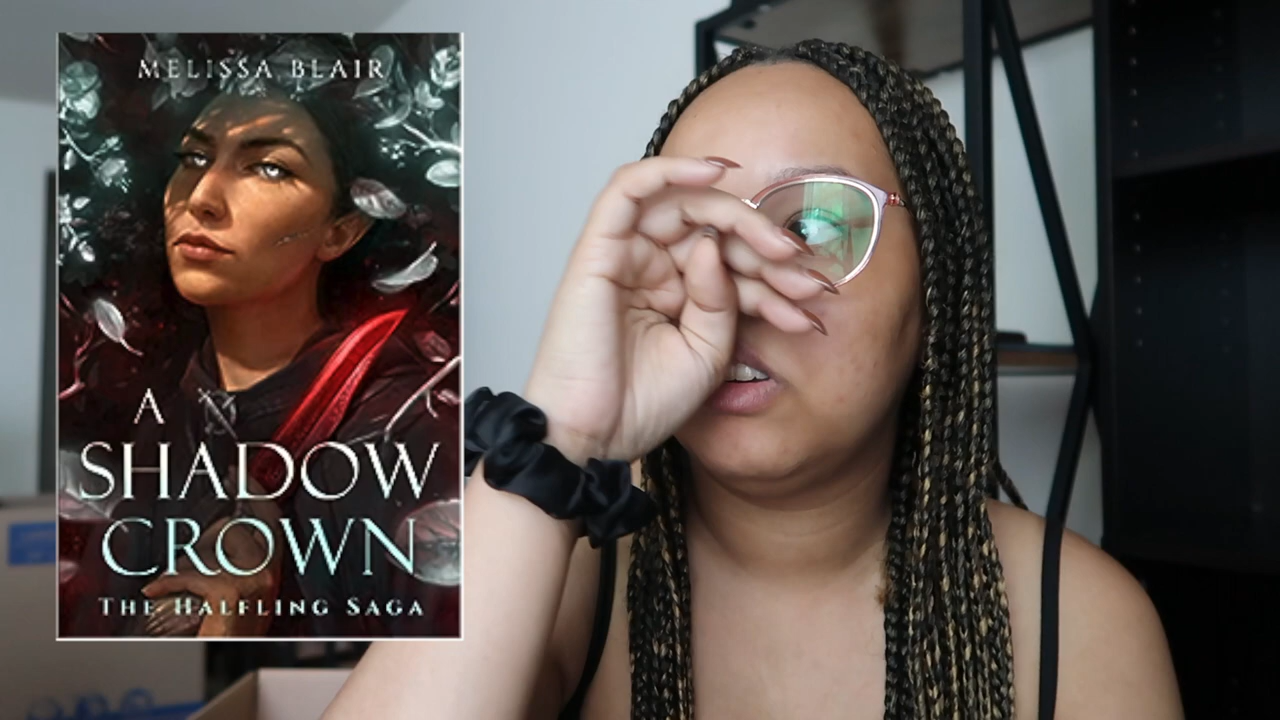 MELISSA BLAIR
A
SHADOW
CROWN
THE HALFLING SAGA